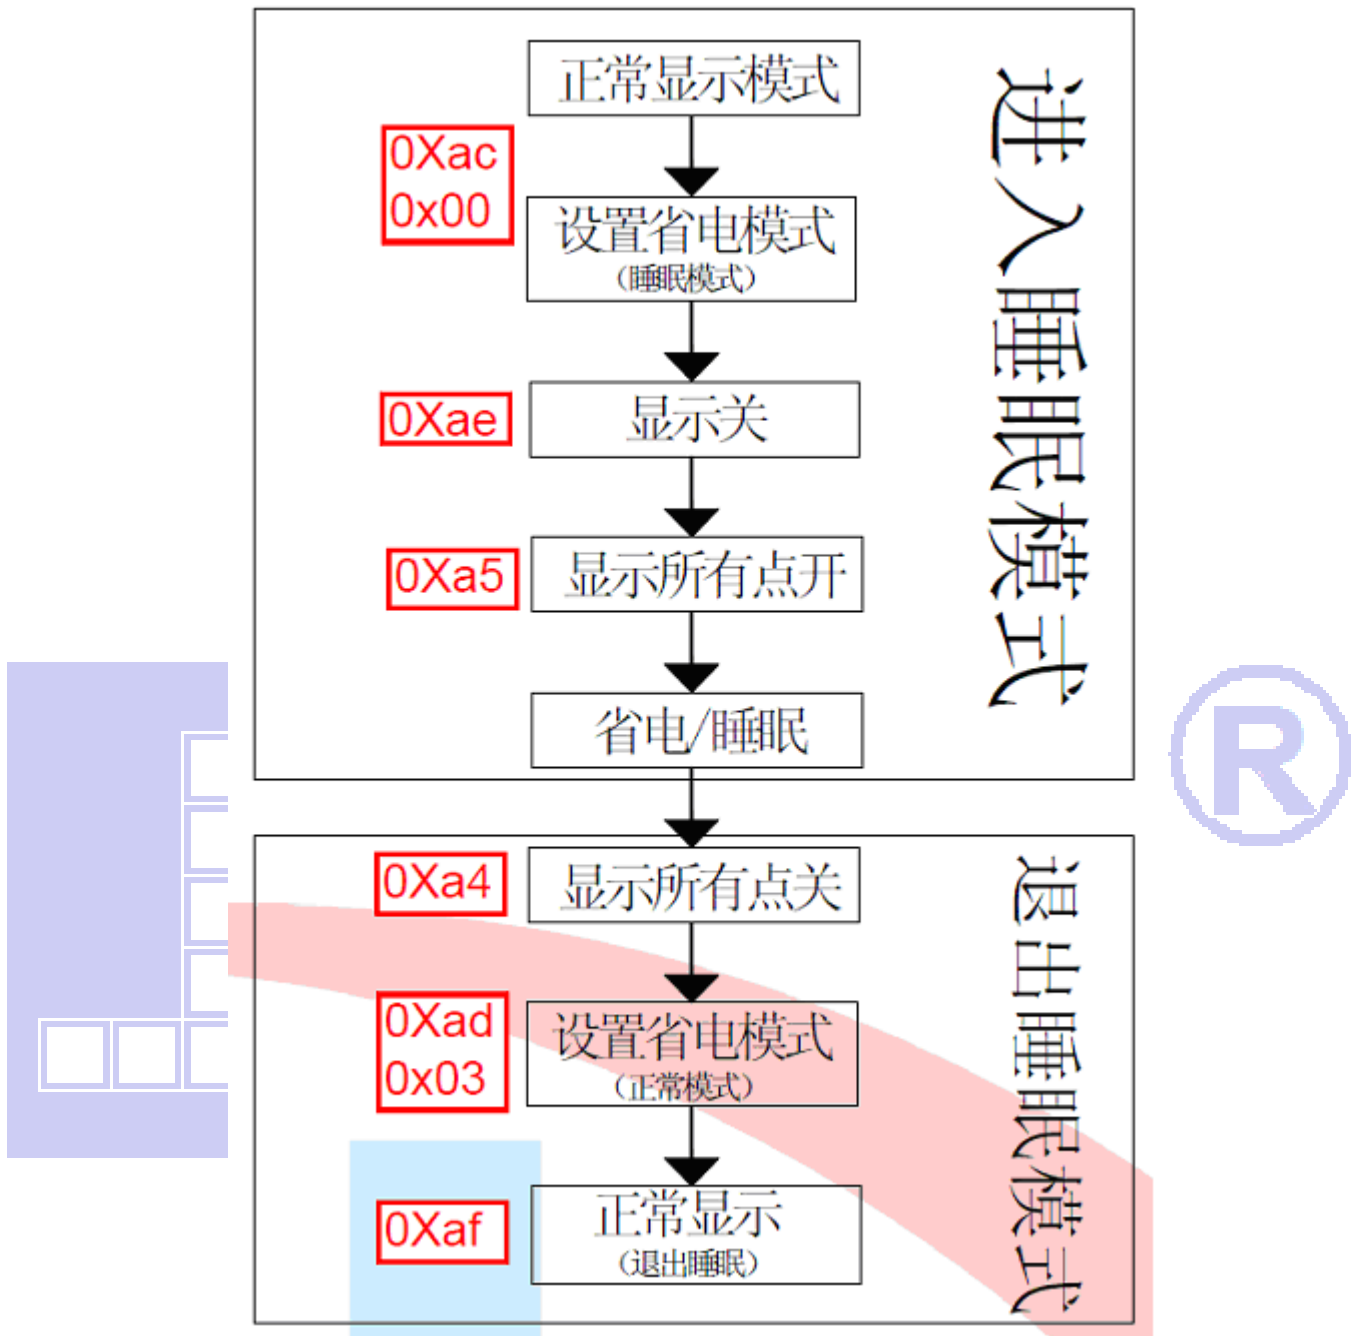 正常显示模式
0Xac
0x00
设置省电模式
（睡眠模式）
0Xae
显示关
0Xa5
显示所有点开
省电/睡眠
进入睡眠模式
0Xa4
显示所有点关
0Xad
0x03
设置省电模式
（正常模式）
0Xaf
正常显示
（退出睡眠）
退出睡眠模式
®